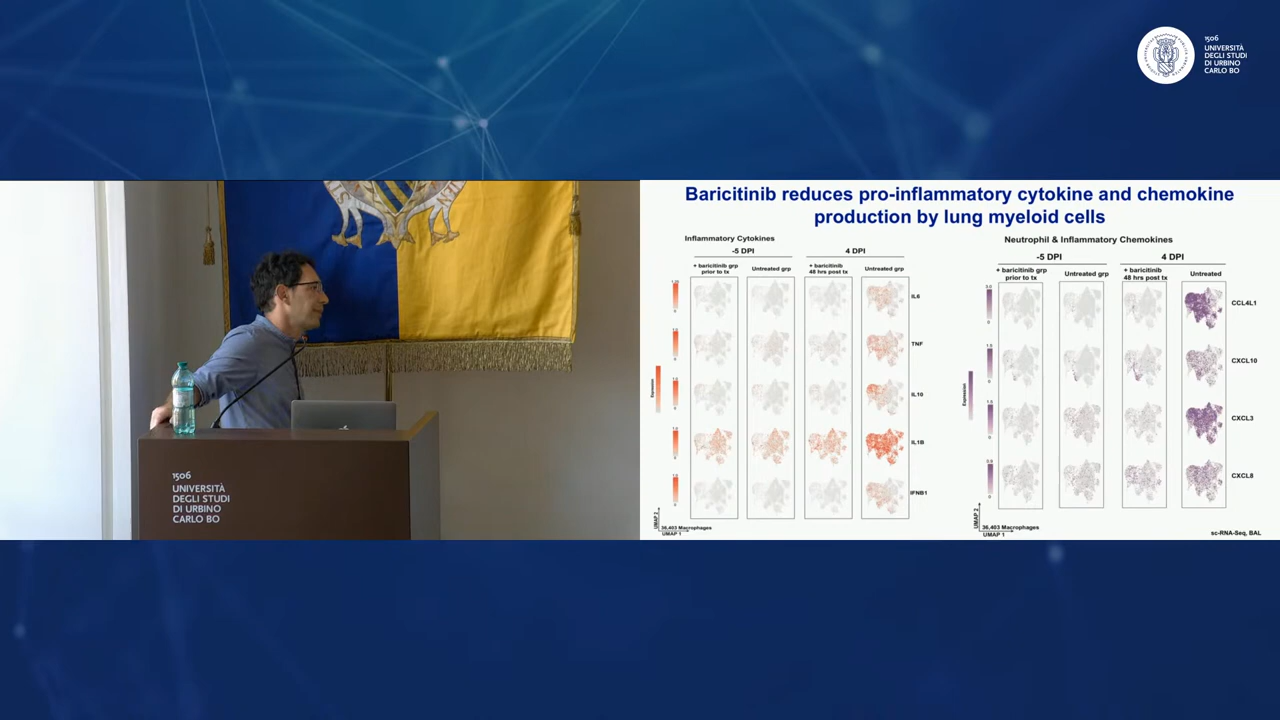 1506
UNIVERSITÀ
DEGLI STUDI
DI URBINO
CARLO BO
1506
UNIVERSITÀ
DEGLI STUDI
DI URBINO
CARLO BO
Baricitinib reduces pro-inflammatory cytokine and chemokine
production by lung myeloid cells
Inflammatory Cytokines
-5 DPI
4 DPI
+ baricitinib grp
prior to tx
Untreated grp
+ baricitinib
48 hrs post tx
Untreated grp
IL6
TNF
IL10
IL1B
IFNB1
Expression
UMAP 2
36,403 Macrophages
UMAP 1
Neutrophil & Inflammatory Chemokines
-5 DPI
4 DPI
+ baricitinib grp
prior to tx
Untreated grp
+ baricitinib
48 hrs post tx
Untreated
CCL4L1
CXCL10
CXCL3
CXCL8
Expression
UMAP 2
36,403 Macrophages
UMAP 1
sc-RNA-Seq, BAL